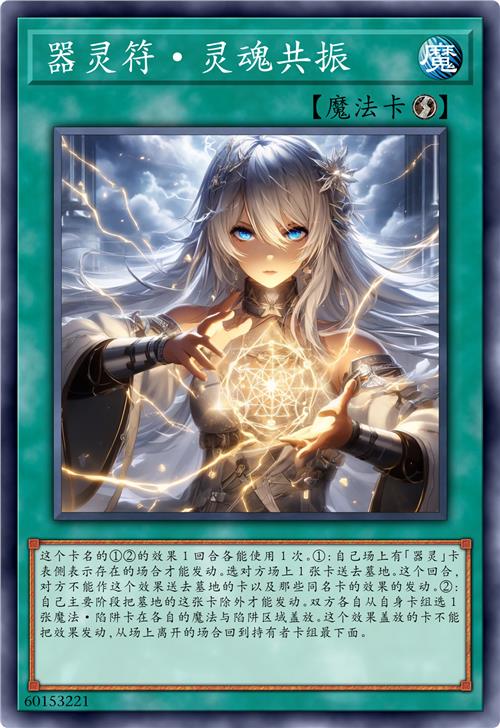 器灵符・灵魂共振
魔
【魔法卡】
这个卡名的①②的效果1回合各能使用1次。①：自己场上有「器灵」卡
表侧表示存在的场合才能发动。选对方场上1张卡送去墓地。这个回合，
对方不能作这个效果送去墓地的卡以及那些同名卡的效果的发动。②：
自己主要阶段把墓地的这张卡除外才能发动。双方各自从自身卡组选1
张魔法・陷阱卡在各自的魔法与陷阱区域盖放。这个效果盖放的卡不能
把效果发动，从场上离开的场合回到持有者卡组最下面。
60153221